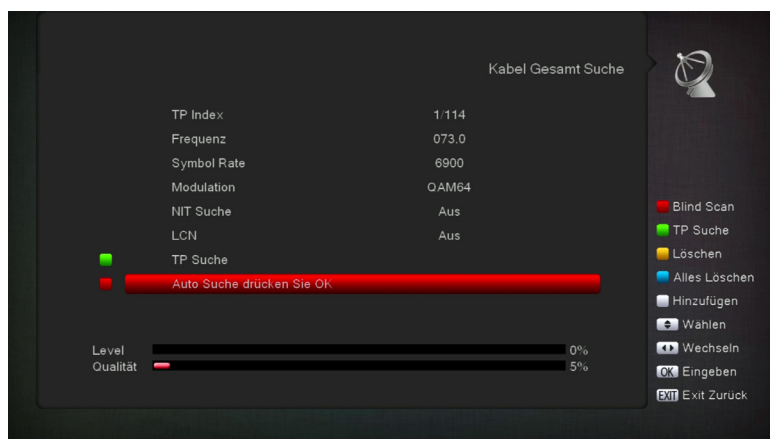 Kabel Gesamt Suche
TP Index 1/114
Frequenz 073.0
Symbol Rate 6900
Modulation QAM64
NIT Suche Aus
LCN Aus
TP Suche
Auto Suche drücken Sie OK
Level 0%
Qualität 5%
Blind Scan
TP Suche
Löschen
Alles Löschen
Hinzufügen
Wählen
Wechseln
OK Eingeben
EXIT Exit Zurück